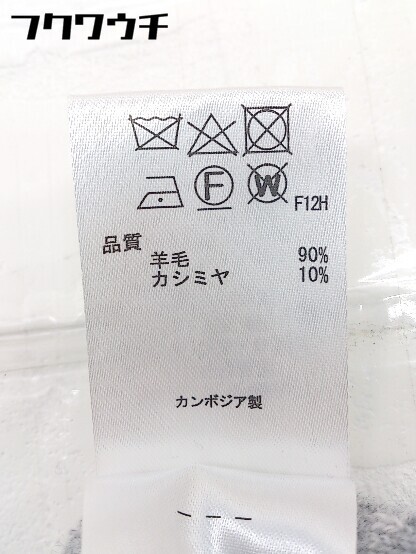 フクワウチ
F
W
F12H
品質
羊毛 90%
カシミヤ 10%
カンボジア製